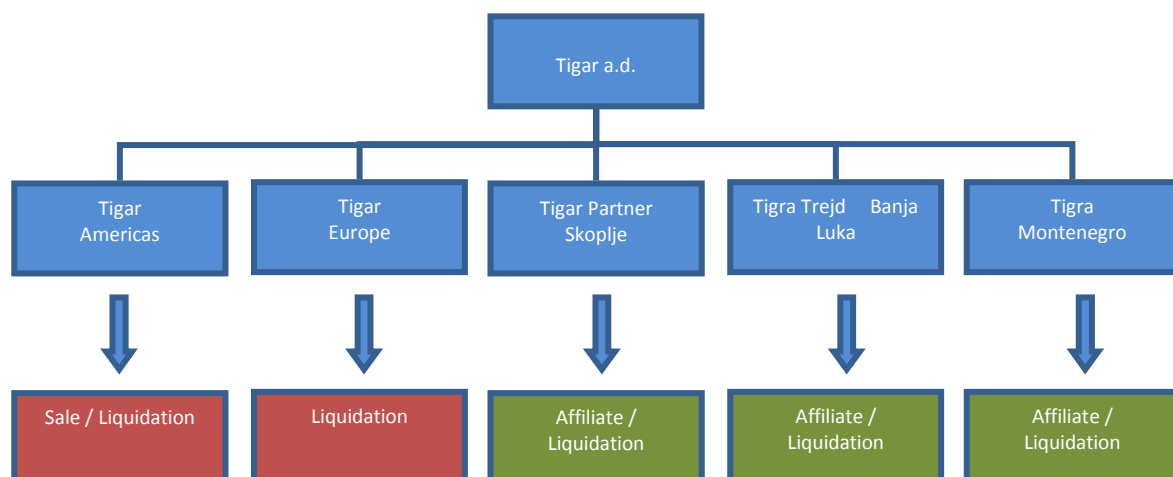 Tigar a.d.
Tigar
Americas
Tigar
Europe
Tigar Partner
Skoplje
Tigra Trejd Banja
Luka
Tigra
Montenegro
Sale / Liquidation
Liquidation
Affiliate /
Liquidation
Affiliate /
Liquidation
Affiliate /
Liquidation